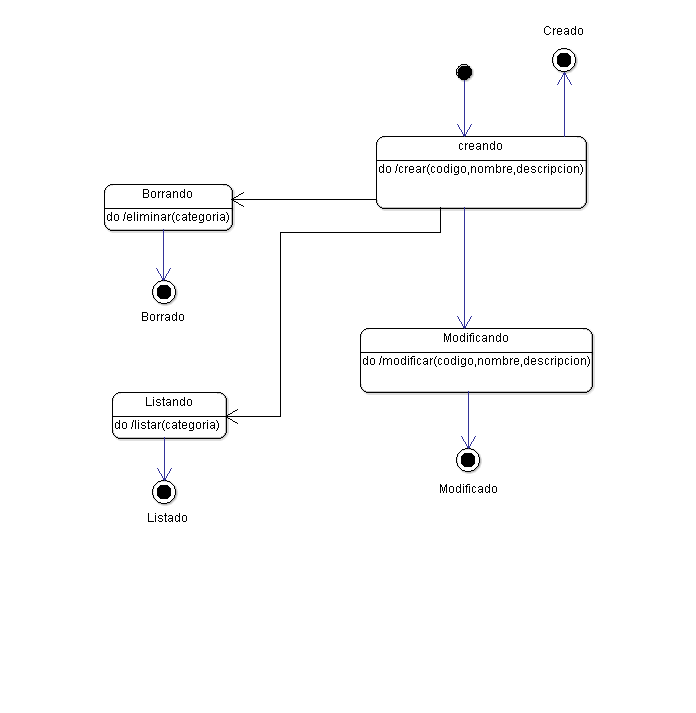 Creado
creando
do /crear(codigo,nombre,descripcion)
Borrando
do /eliminar(categoria)
Borrado
Modificando
do /modificar(codigo,nombre,descripcion)
Listando
do /listar(categoria)
Modificado
Listado